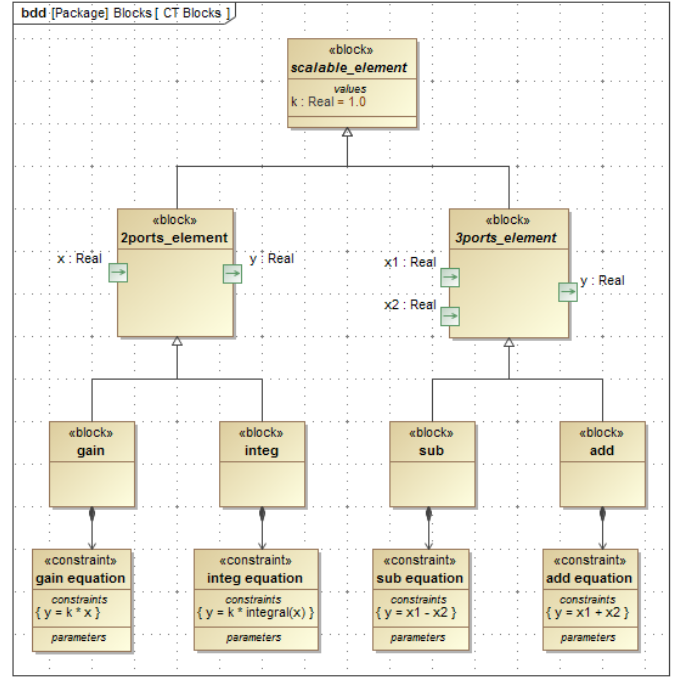 bdd [Package] Blocks [ CT Blocks ]
«block»
scalable_element
values
k : Real = 1.0
«block»
2ports_element
x : Real
y : Real
«block»
3ports_element
x1 : Real
x2 : Real
y : Real
«block»
gain
«block»
integ
«block»
sub
«block»
add
«constraint»
gain equation
constraints
{ y = k * x }
parameters
«constraint»
integ equation
constraints
{ y = k * integral(x) }
parameters
«constraint»
sub equation
constraints
{ y = x1 - x2 }
parameters
«constraint»
add equation
constraints
{ y = x1 + x2 }
parameters